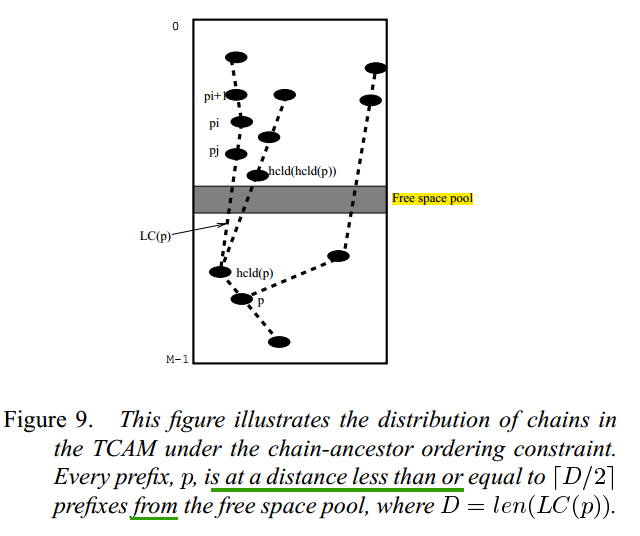 0
pi+1
pi
pj
hcld(hcld(p))
Free space pool
LC(p)
hcld(p)
p
M-1
Figure 9. This figure illustrates the distribution of chains in
the TCAM under the chain-ancestor ordering constraint.
Every prefix, p, is at a distance less than or equal to ⌈D/2⌉
prefixes from the free space pool, where D = len(LC(p)).